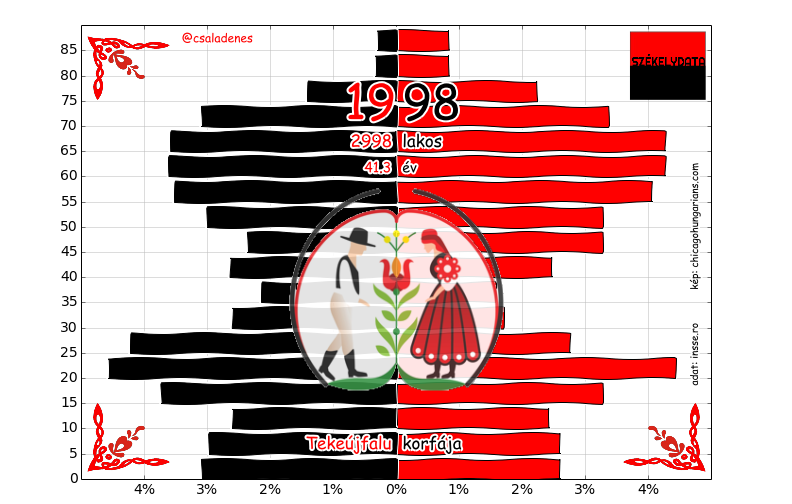 @csaladenes
SZÉKELYDATA
1998
2998 lakos
41.3 év
kép: chicagohungarians.com
adat: insse.ro
Tekeújfalu korfája
85
80
75
70
65
60
55
50
45
40
35
30
25
20
15
10
5
0
4% 3% 2% 1% 0% 1% 2% 3% 4%